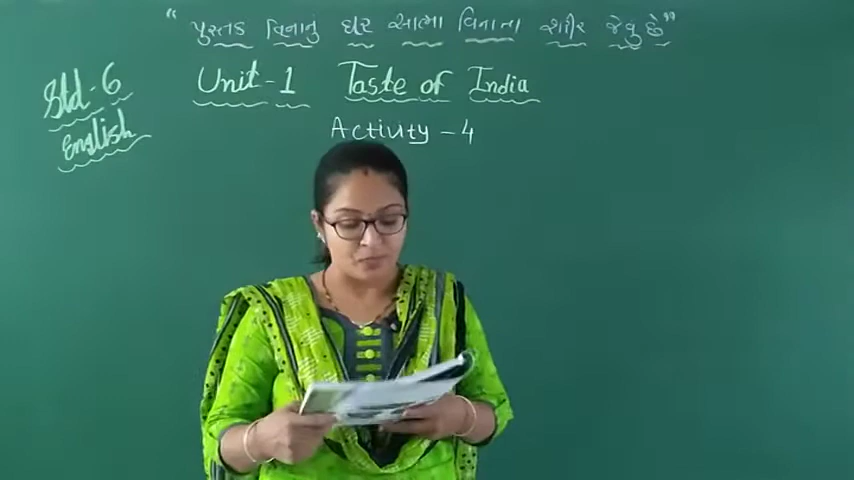 "પુસ્તક વિનાનું ઘર આત્મા વિનાના શરીર જેવું છે"
Std-6
English
Unit-1 Taste of India
Activity-4